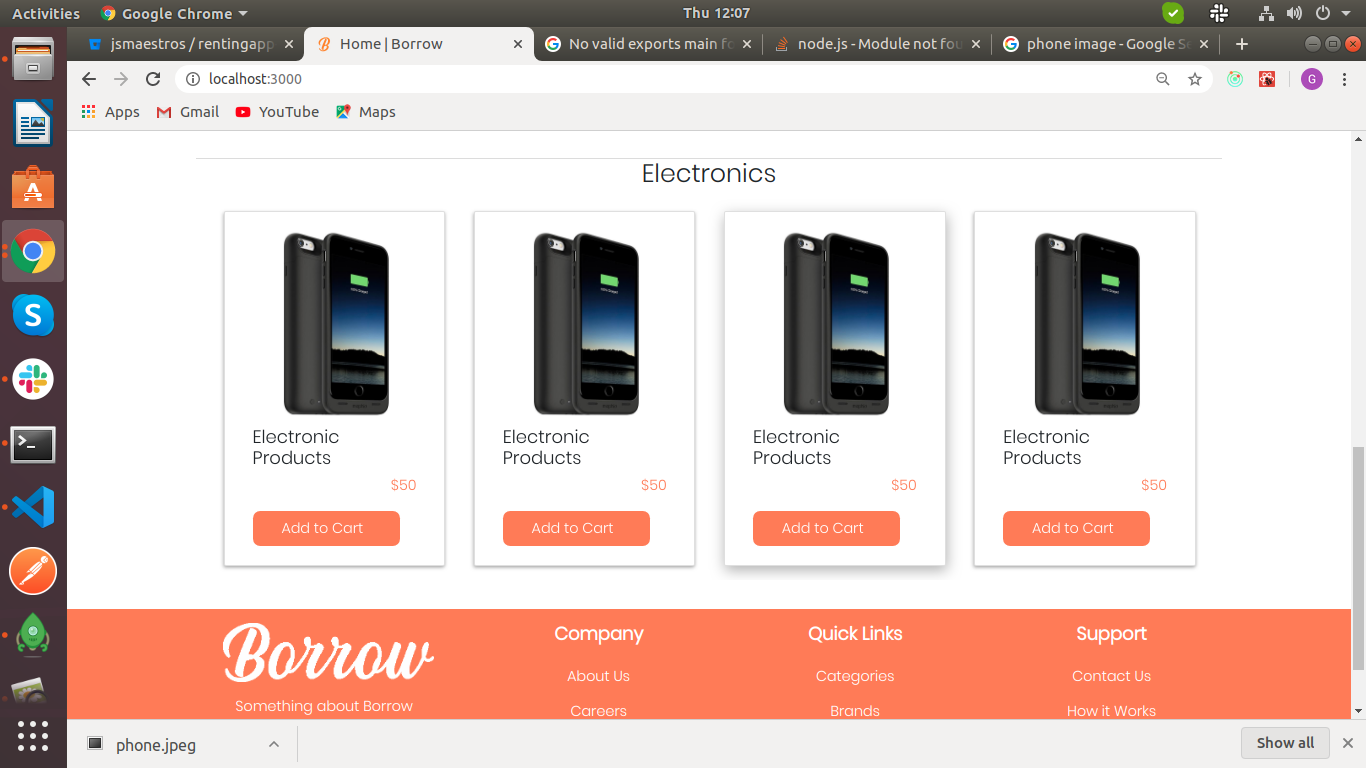 Activities Google Chrome Thu 12:07
jsmaestros / rentingapp Home | Borrow No valid exports main fo node.js - Module not fou phone image - Google Se
localhost:3000 G
Apps Gmail YouTube Maps
Electronics
Electronic Electronic Electronic Electronic
Products Products Products Products
$50 $50 $50 $50
Add to Cart Add to Cart Add to Cart Add to Cart
Borrow Company Quick Links Support
About Us Categories Contact Us
Something about Borrow Careers Brands How it Works
phone.jpeg Show all